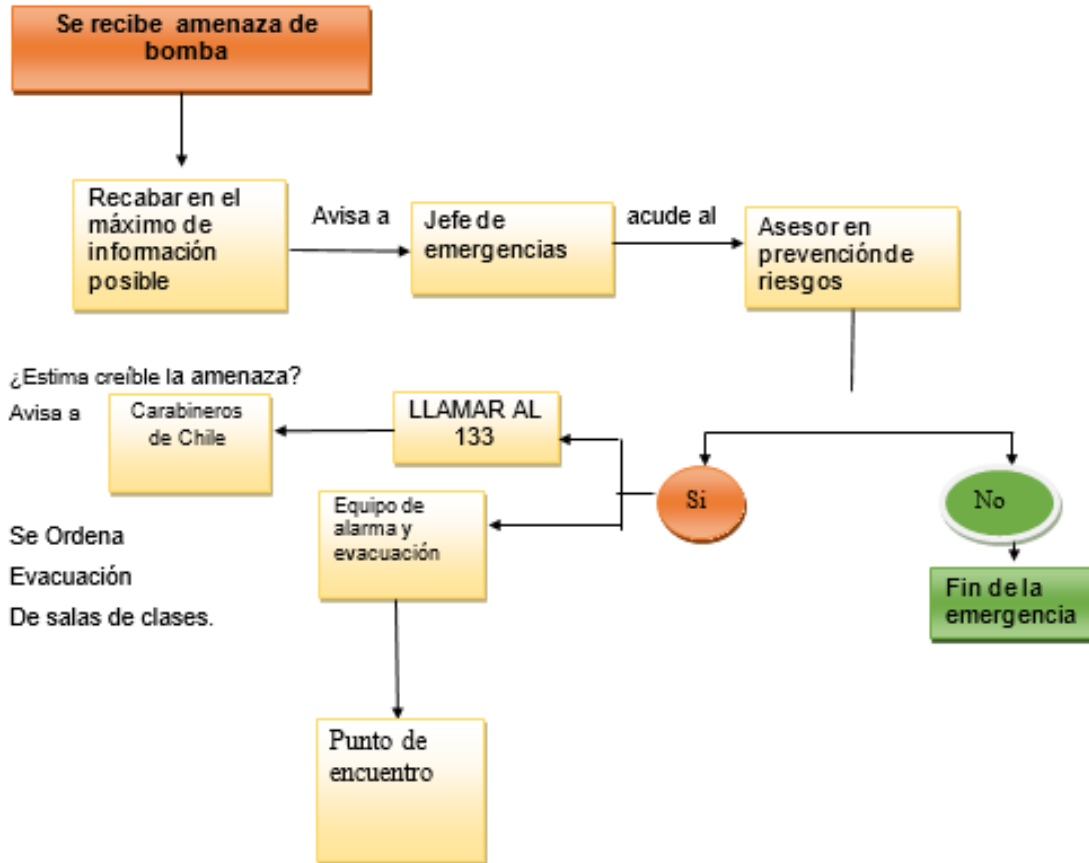 Se recibe amenaza de
bomba
Recabar en el
máximo de
información
posible
Avisa a
Jefe de
emergencias
acude al
Asesor en
prevenciónde
riesgos
¿Estima creíble la amenaza?
Avisa a
Carabineros
de Chile
LLAMAR AL
133
Si
No
Equipo de
alarma y
evacuación
Se Ordena
Evacuación
De salas de clases.
Fin de la
emergencia
Punto de
encuentro